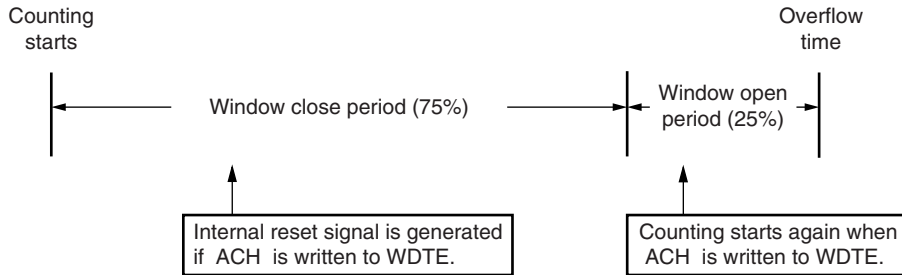 Counting
starts
Overflow
time
Window close period (75%)
Window open
period (25%)
Internal reset signal is generated
if ACH is written to WDTE.
Counting starts again when
ACH is written to WDTE.